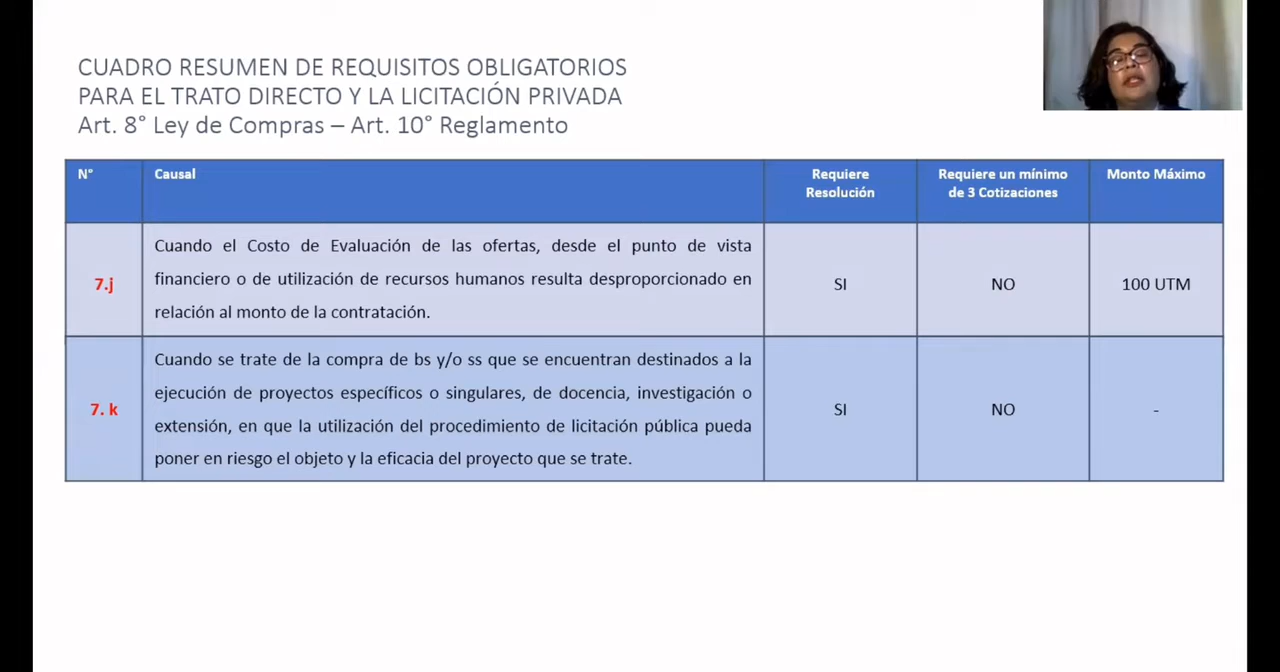 CUADRO RESUMEN DE REQUISITOS OBLIGATORIOS
PARA EL TRATO DIRECTO Y LA LICITACIÓN PRIVADA
Art. 8° Ley de Compras – Art. 10° Reglamento
N° Causal Requiere Resolución Requiere un mínimo de 3 Cotizaciones Monto Máximo
7.j
Cuando el Costo de Evaluación de las ofertas, desde el punto de vista
financiero o de utilización de recursos humanos resulta desproporcionado en
relación al monto de la contratación.
SI NO 100 UTM
7. k
Cuando se trate de la compra de bs y/o ss que se encuentran destinados a la
ejecución de proyectos específicos o singulares, de docencia, investigación o
extensión, en que la utilización del procedimiento de licitación pública pueda
poner en riesgo el objeto y la eficacia del proyecto que se trate.
SI NO -